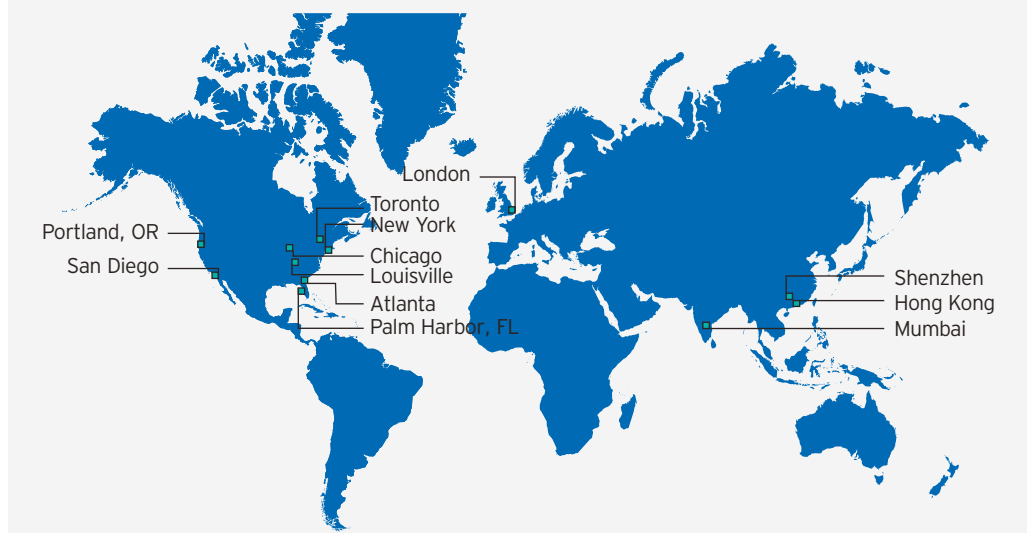 London
Toronto
New York
Portland, OR
Chicago
San Diego
Louisville
Atlanta
Palm Harbor, FL
Shenzhen
Hong Kong
Mumbai